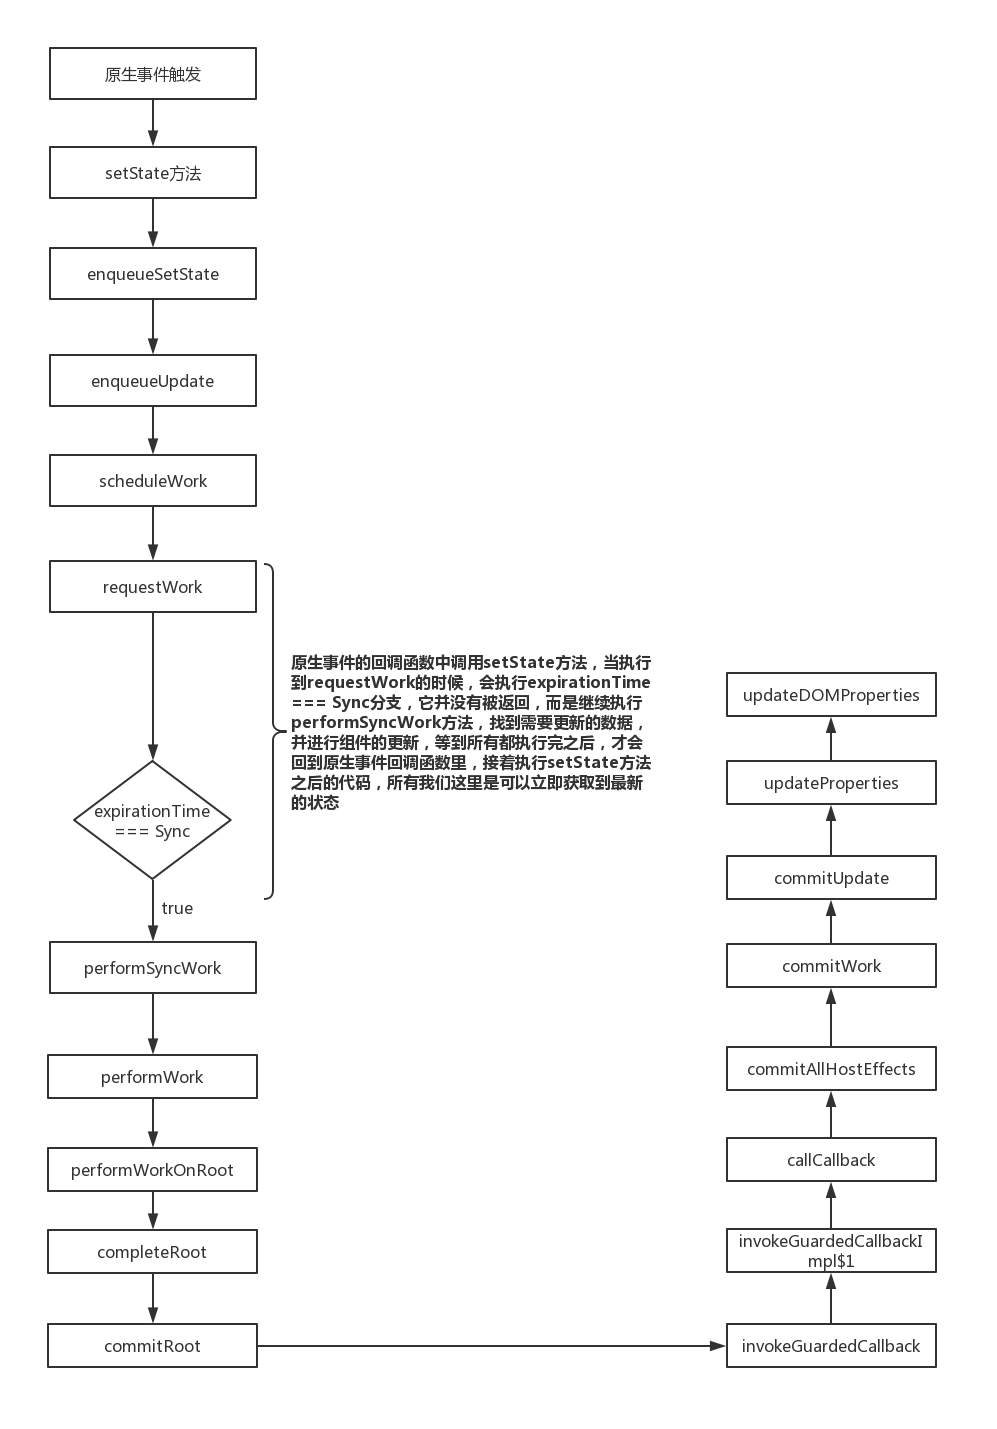 原生事件触发
setState方法
enqueueSetState
enqueueUpdate
scheduleWork
requestWork
原生事件的回调函数中调用setState方法，当执行
到requestWork的时候，会执行expirationTime
=== Sync分支，它并没有被返回，而是继续执行
performSyncWork方法，找到需要更新的数据，
并进行组件的更新，等到所有都执行完之后，才会
回到原生事件回调函数里，接着执行setState方法
之后的代码，所有我们这里是可以立即获取到最新
的状态
expirationTime
=== Sync
true
performSyncWork
performWork
performWorkOnRoot
completeRoot
commitRoot
invokeGuardedCallback
invokeGuardedCallbackI
mpl$1
callCallback
commitAllHostEffects
commitWork
commitUpdate
updateProperties
updateDOMProperties